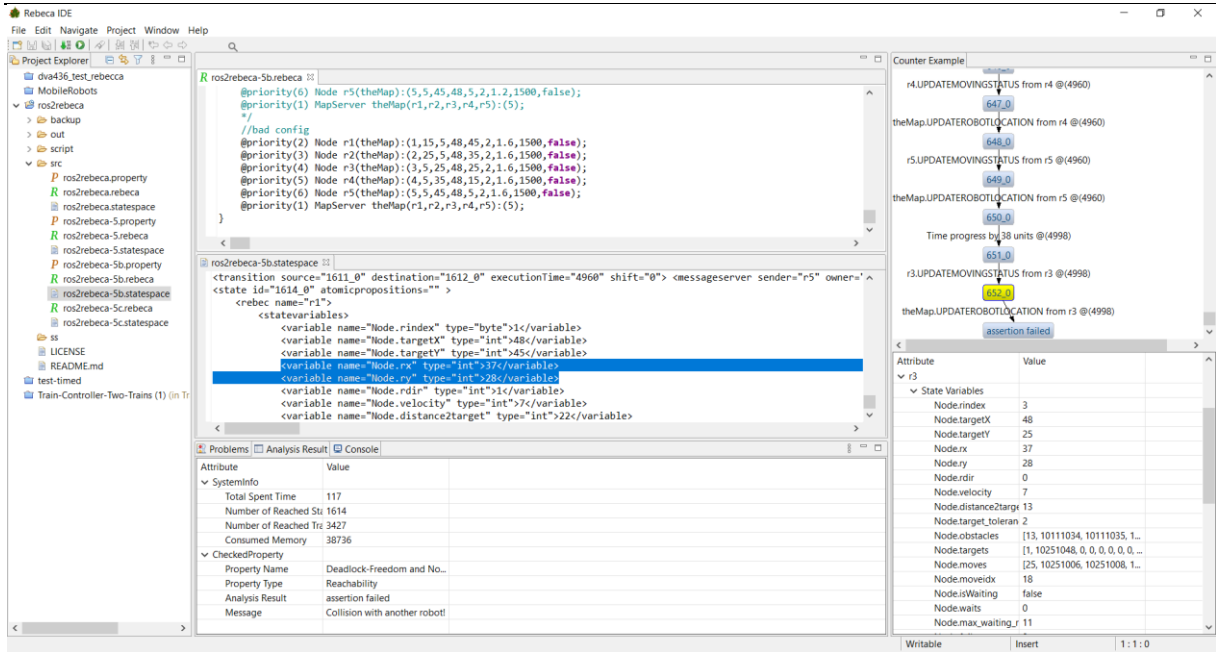 Rebeca IDE
File Edit Navigate Project Window Help
Project Explorer
dva436_test_rebecca
MobileRobots
ros2rebeca
backup
out
script
src
ros2rebeca.property
ros2rebeca.rebeca
ros2rebeca.statespace
ros2rebeca-5.property
ros2rebeca-5.rebeca
ros2rebeca-5.statespace
ros2rebeca-5b.property
ros2rebeca-5b.rebeca
ros2rebeca-5b.statespace
ros2rebeca-5c.rebeca
ros2rebeca-5c.statespace
ss
LICENSE
README.md
test-timed
Train-Controller-Two-Trains (1) (in Tr
ros2rebeca-5b.rebeca
@priority(6) Node r5(theMap):(5,5,45,48,5,2,1.2,1500,false);
@priority(1) MapServer theMap(r1,r2,r3,r4,r5):(5);
*/
//bad config
@priority(2) Node r1(theMap):(1,15,5,48,45,2,1.6,1500,false);
@priority(3) Node r2(theMap):(2,25,5,48,35,2,1.6,1500,false);
@priority(4) Node r3(theMap):(3,5,25,48,25,2,1.6,1500,false);
@priority(5) Node r4(theMap):(4,5,35,48,15,2,1.6,1500,false);
@priority(6) Node r5(theMap):(5,5,45,48,5,2,1.6,1500,false);
@priority(1) MapServer theMap(r1,r2,r3,r4,r5):(5);
}
ros2rebeca-5b.statespace
<transition source="1611_0" destination="1612_0" executionTime="4960" shift="0"> <messageserver sender="r5" owner="
<state id="1614_0" atomicpropositions="" >
<rebec name="r1">
<statevariables>
<variable name="Node.rindex" type="byte">1</variable>
<variable name="Node.targetX" type="int">48</variable>
<variable name="Node.targetY" type="int">45</variable>
<variable name="Node.rx" type="int">37</variable>
<variable name="Node.ry" type="int">28</variable>
<variable name="Node.rdir" type="int">1</variable>
<variable name="Node.velocity" type="int">7</variable>
<variable name="Node.distance2target" type="int">22</variable>
Problems Analysis Result Console
Attribute Value
SystemInfo
Total Spent Time 117
Number of Reached Sta 1614
Number of Reached Tra 3427
Consumed Memory 38736
CheckedProperty
Property Name Deadlock-Freedom and No...
Property Type Reachability
Analysis Result assertion failed
Message Collision with another robot!
Counter Example
r4.UPDATEMOVINGSTATUS from r4 @(4960)
647_0
theMap.UPDATEROBOTLOCATION from r4 @(4960)
648_0
r5.UPDATEMOVINGSTATUS from r5 @(4960)
649_0
theMap.UPDATEROBOTLOCATION from r5 @(4960)
650_0
Time progress by 38 units @(4998)
651_0
r3.UPDATEMOVINGSTATUS from r3 @(4998)
652_0
theMap.UPDATEROBOTLOCATION from r3 @(4998)
assertion failed
Attribute Value
r3
State Variables
Node.rindex 3
Node.targetX 48
Node.targetY 25
Node.rx 37
Node.ry 28
Node.rdir 0
Node.velocity 7
Node.distance2targe 13
Node.target_toleran 2
Node.obstacles [13, 10111034, 10111035, 1...
Node.targets [1, 10251048, 0, 0, 0, 0, 0, 0, ...
Node.moves [25, 10251006, 10251008, 1...
Node.moveidx 18
Node.isWaiting false
Node.waits 0
Node.max_waiting_r 11
Writable Insert 1:1:0